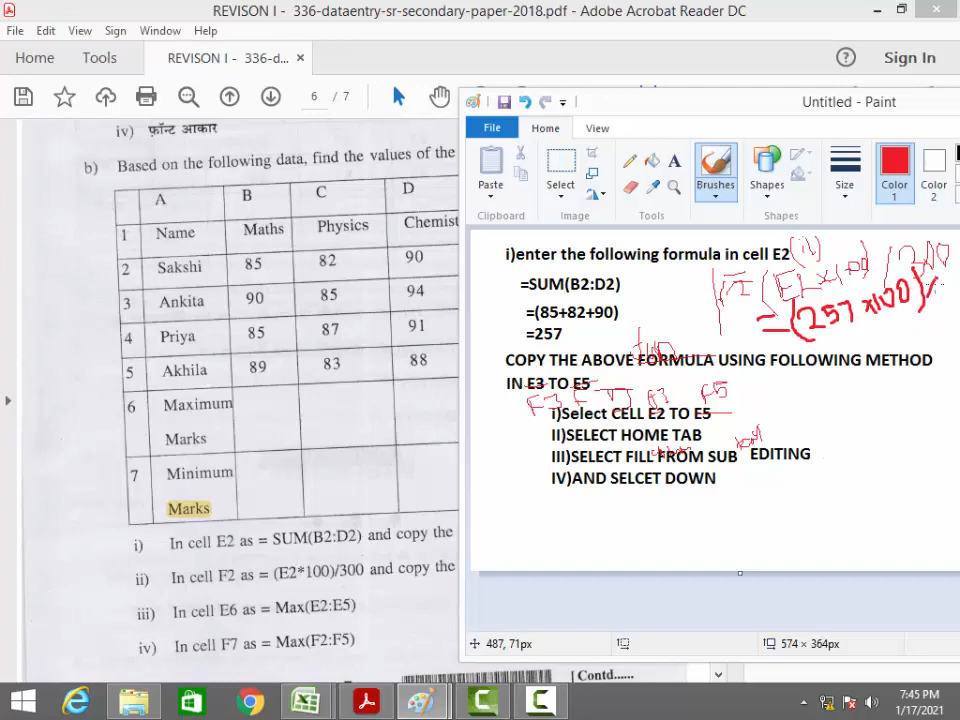 REVISON I - 336-dataentry-sr-secondary-paper-2018.pdf - Adobe Acrobat Reader DC
File Edit View Sign Window Help
Home Tools REVISON I - 336-d... ×
Sign In
6 / 7
iv) फ़ॉन्ट आकार
b) Based on the following data, find the values of the
A B C D
1 Name Maths Physics Chemist
2 Sakshi 85 82 90
3 Ankita 90 85 94
4 Priya 85 87 91
5 Akhila 89 83 88
6 Maximum
Marks
7 Minimum
Marks
i) In cell E2 as = SUM(B2:D2) and copy the
ii) In cell F2 as = (E2*100)/300 and copy the
iii) In cell E6 as = Max(E2:E5)
iv) In cell F7 as = Max(F2:F5)
[ Contd......
Untitled - Paint
File Home View
Paste Select Brushes Shapes Size Color 1 Color 2
Clipboard Image Tools Shapes
i)enter the following formula in cell E2
=SUM(B2:D2)
=(85+82+90)
=(257×100)
=257
COPY THE ABOVE FORMULA USING FOLLOWING METHOD
IN E3 TO E5
F5
i)Select CELL E2 TO E5
II)SELECT HOME TAB
III)SELECT FILL FROM SUB EDITING
IV)AND SELCET DOWN
487, 71px
574 × 364px
7:45 PM
1/17/2021